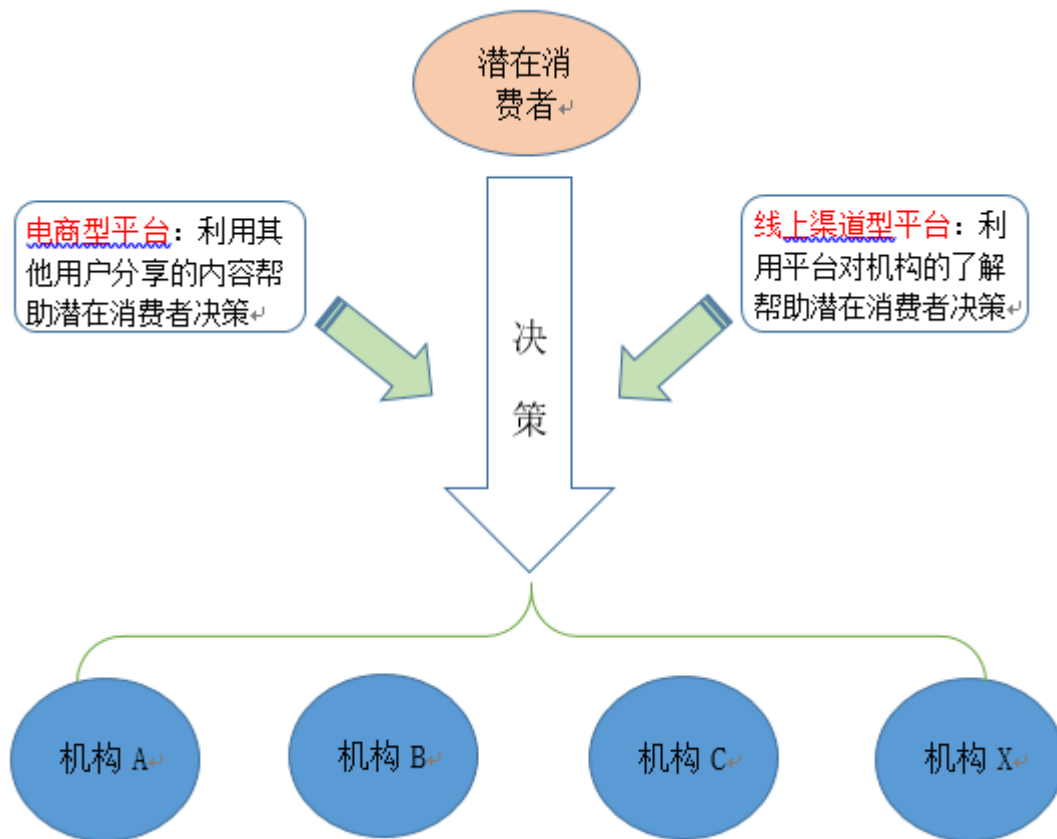 潜在消
费者
电商型平台：利用其
他用户分享的内容帮
助潜在消费者决策
线上渠道型平台：利
用平台对机构的了解
帮助潜在消费者决策
决
策
机构 A
机构 B
机构 C
机构 X